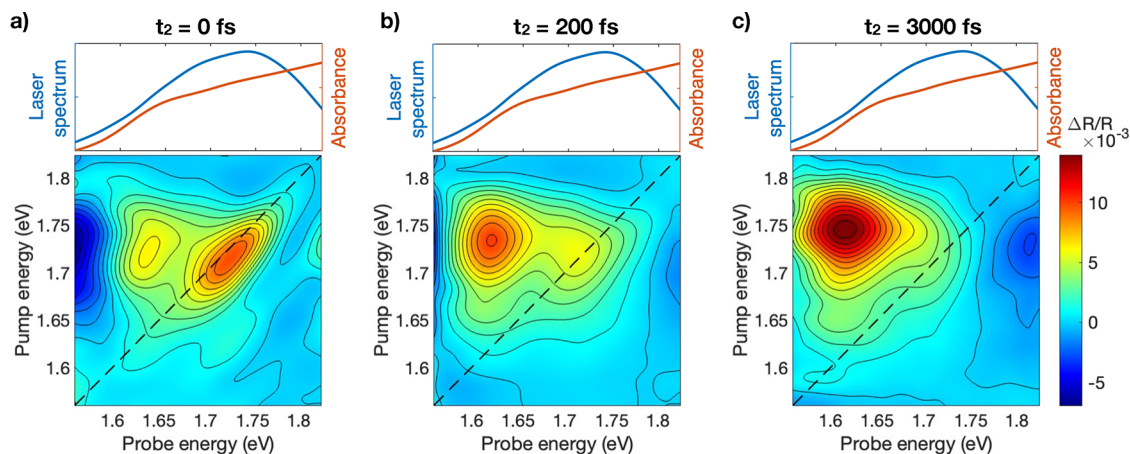 a)
t₂ = 0 fs
b)
t₂ = 200 fs
c)
t₂ = 3000 fs
Laser
spectrum
Absorbance
Laser
spectrum
Absorbance
Laser
spectrum
Absorbance
ΔR/R
×10⁻³
Pump energy (eV)
1.8
1.75
1.7
1.65
1.6
1.6
1.65
1.7
1.75
1.8
Probe energy (eV)
Pump energy (eV)
1.8
1.75
1.7
1.65
1.6
1.6
1.65
1.7
1.75
1.8
Probe energy (eV)
Pump energy (eV)
1.8
1.75
1.7
1.65
1.6
1.6
1.65
1.7
1.75
1.8
Probe energy (eV)
10
5
0
-5